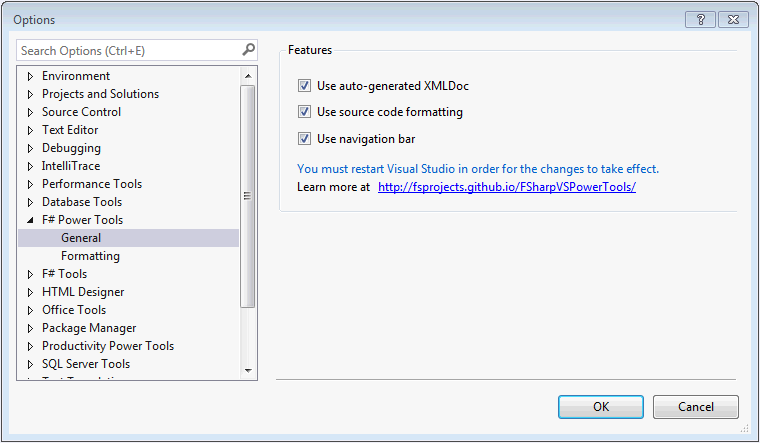 Options
?
Search Options (Ctrl+E)
Environment
Projects and Solutions
Source Control
Text Editor
Debugging
IntelliTrace
Performance Tools
Database Tools
F# Power Tools
General
Formatting
F# Tools
HTML Designer
Office Tools
Package Manager
Productivity Power Tools
SQL Server Tools
Features
Use auto-generated XMLDoc
Use source code formatting
Use navigation bar
You must restart Visual Studio in order for the changes to take effect.
Learn more at http://fsprojects.github.io/FSharpVSPowerTools/
OK
Cancel